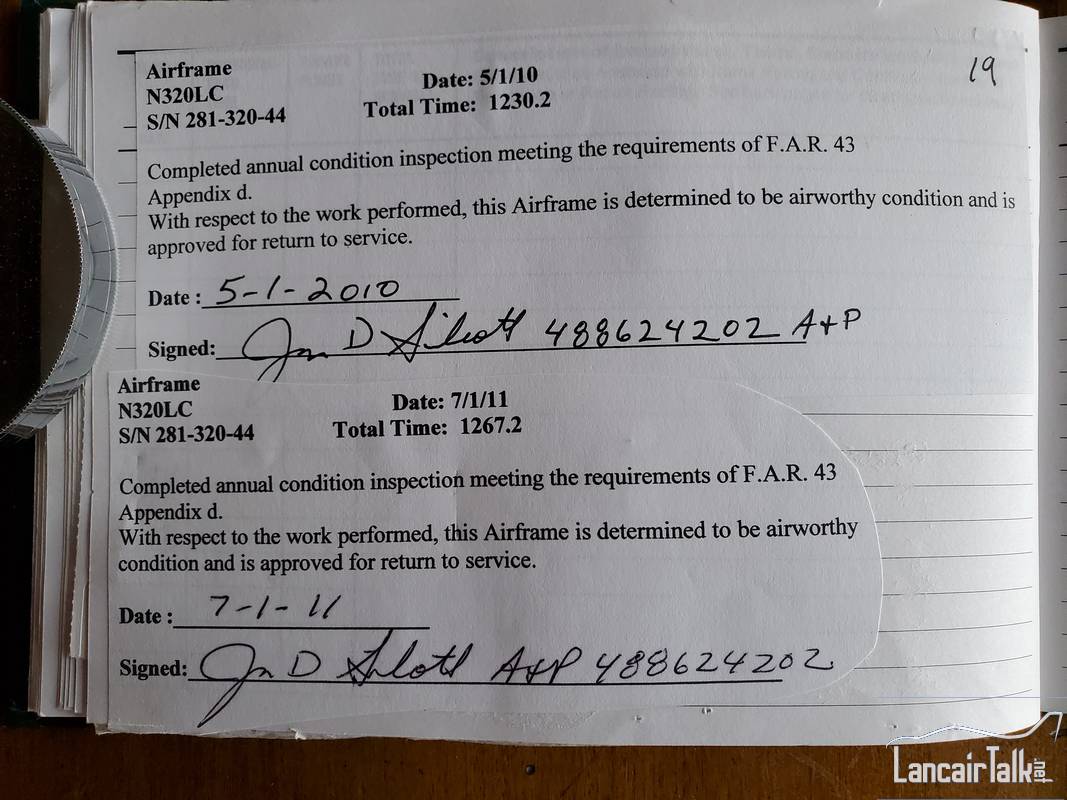 19
Airframe
N320LC
S/N 281-320-44
Date: 5/1/10
Total Time: 1230.2
Completed annual condition inspection meeting the requirements of F.A.R. 43
Appendix d.
With respect to the work performed, this Airframe is determined to be airworthy condition and is
approved for return to service.
Date : 5-1-2010
Signed: D 488624202 A+P
Airframe
N320LC
S/N 281-320-44
Date: 7/1/11
Total Time: 1267.2
Completed annual condition inspection meeting the requirements of F.A.R. 43
Appendix d.
With respect to the work performed, this Airframe is determined to be airworthy
condition and is approved for return to service.
Date : 7-1-11
Signed: D A+P 488624202
LancairTalk.net